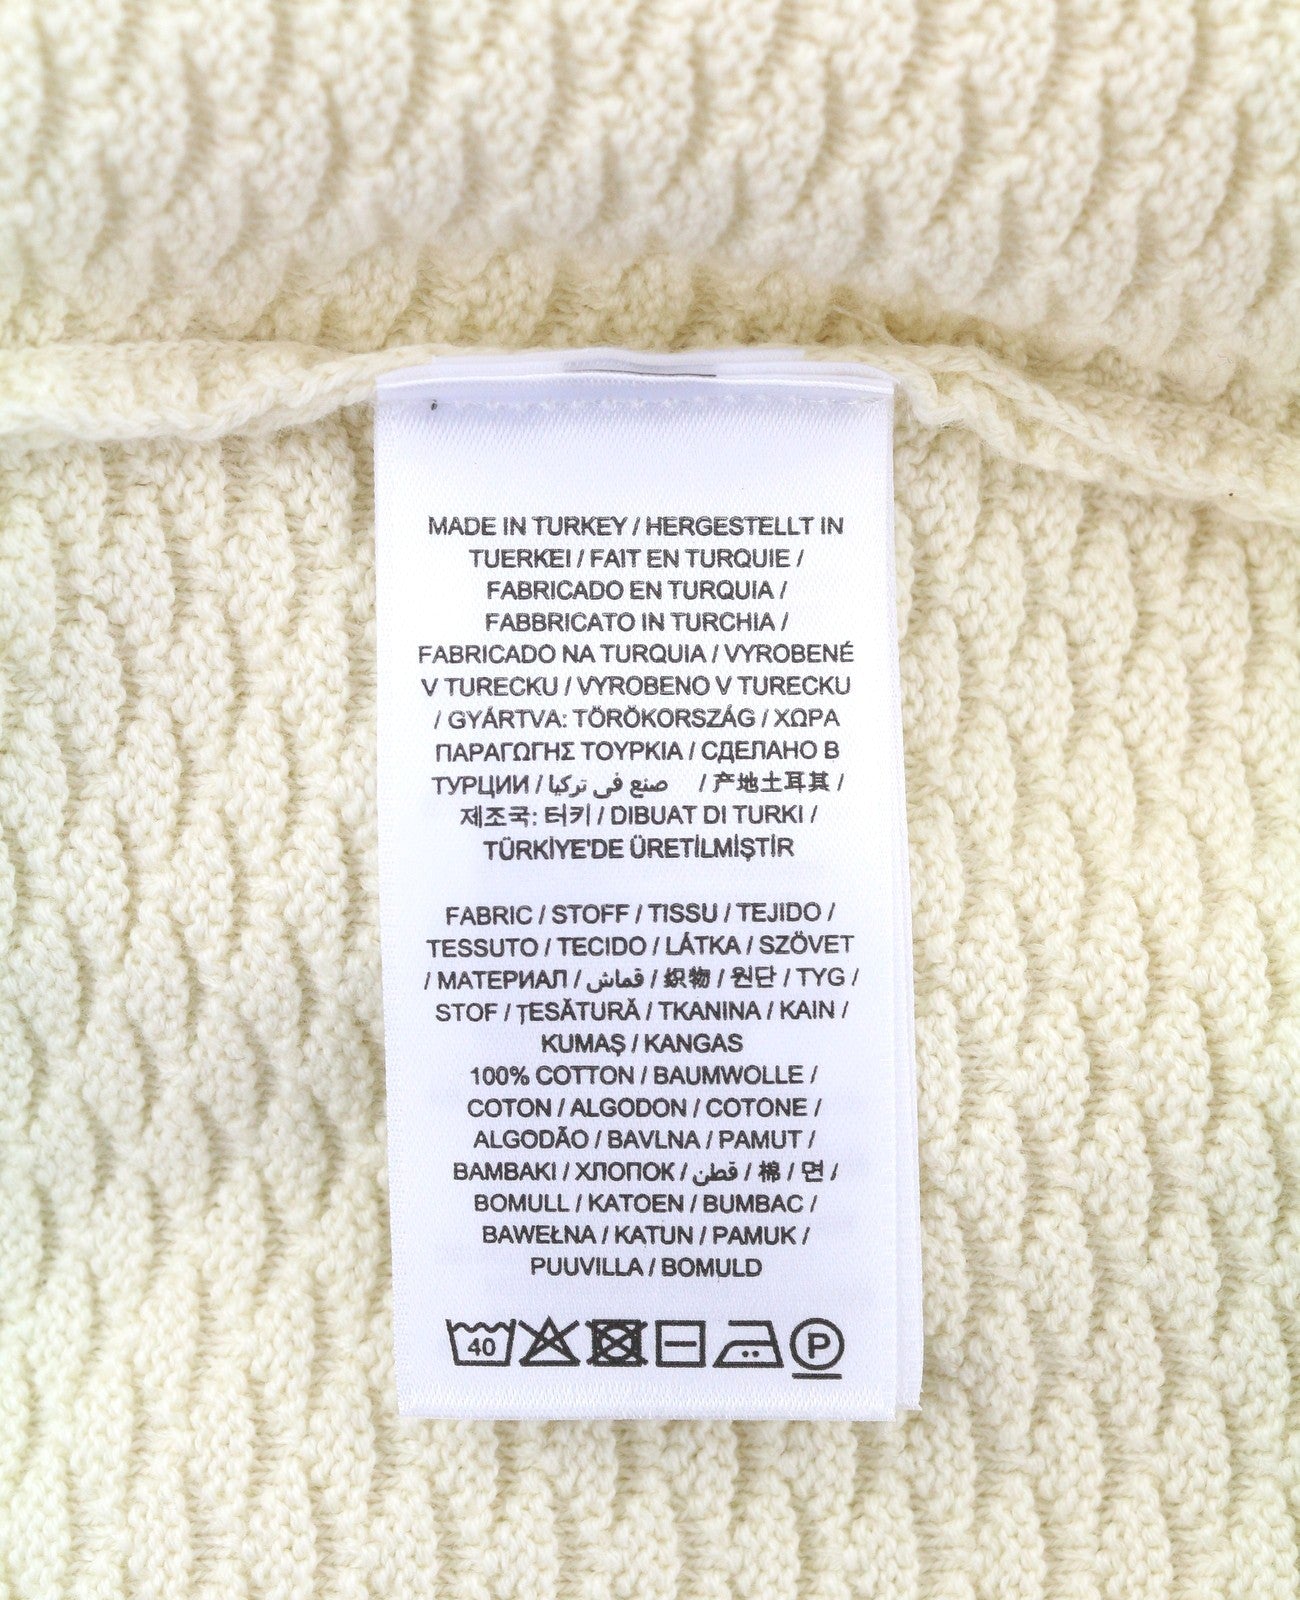 MADE IN TURKEY / HERGESTELLT IN
TUERKEI / FAIT EN TURQUIE /
FABRICADO EN TURQUIA /
FABBRICATO IN TURCHIA /
FABRICADO NA TURQUIA / VYROBENÉ
V TURECKU / VYROBENO V TURECKU
/ GYÁRTVA: TÖRÖKORSZÁG / ΧΩΡΑ
ΠΑΡΑΓΩΓΗΣ ΤΟΥΡΚΙΑ / СДЕЛАНО В
ТУРЦИИ / صنع في تركيا / 产地土耳其 /
제조국: 터키 / DIBUAT DI TURKI /
TÜRKİYE'DE ÜRETİLMİŞTİR
FABRIC / STOFF / TISSU / TEJIDO /
TESSUTO / TECIDO / LÁTKA / SZÖVET
/ МАТЕРИАЛ / قماش / 织物 / 원단 / TYG /
STOF / ŢESĂTURĂ / TKANINA / KAIN /
KUMAŞ / KANGAS
100% COTTON / BAUMWOLLE /
COTON / ALGODON / COTONE /
ALGODÃO / BAVLNA / PAMUT /
ΒΑΜΒΑΚΙ / ХЛОПОК / قطن / 棉 / 면 /
BOMULL / KATOEN / BUMBAC /
BAWEŁNA / KATUN / PAMUK /
PUUVILLA / BOMULD
40 P